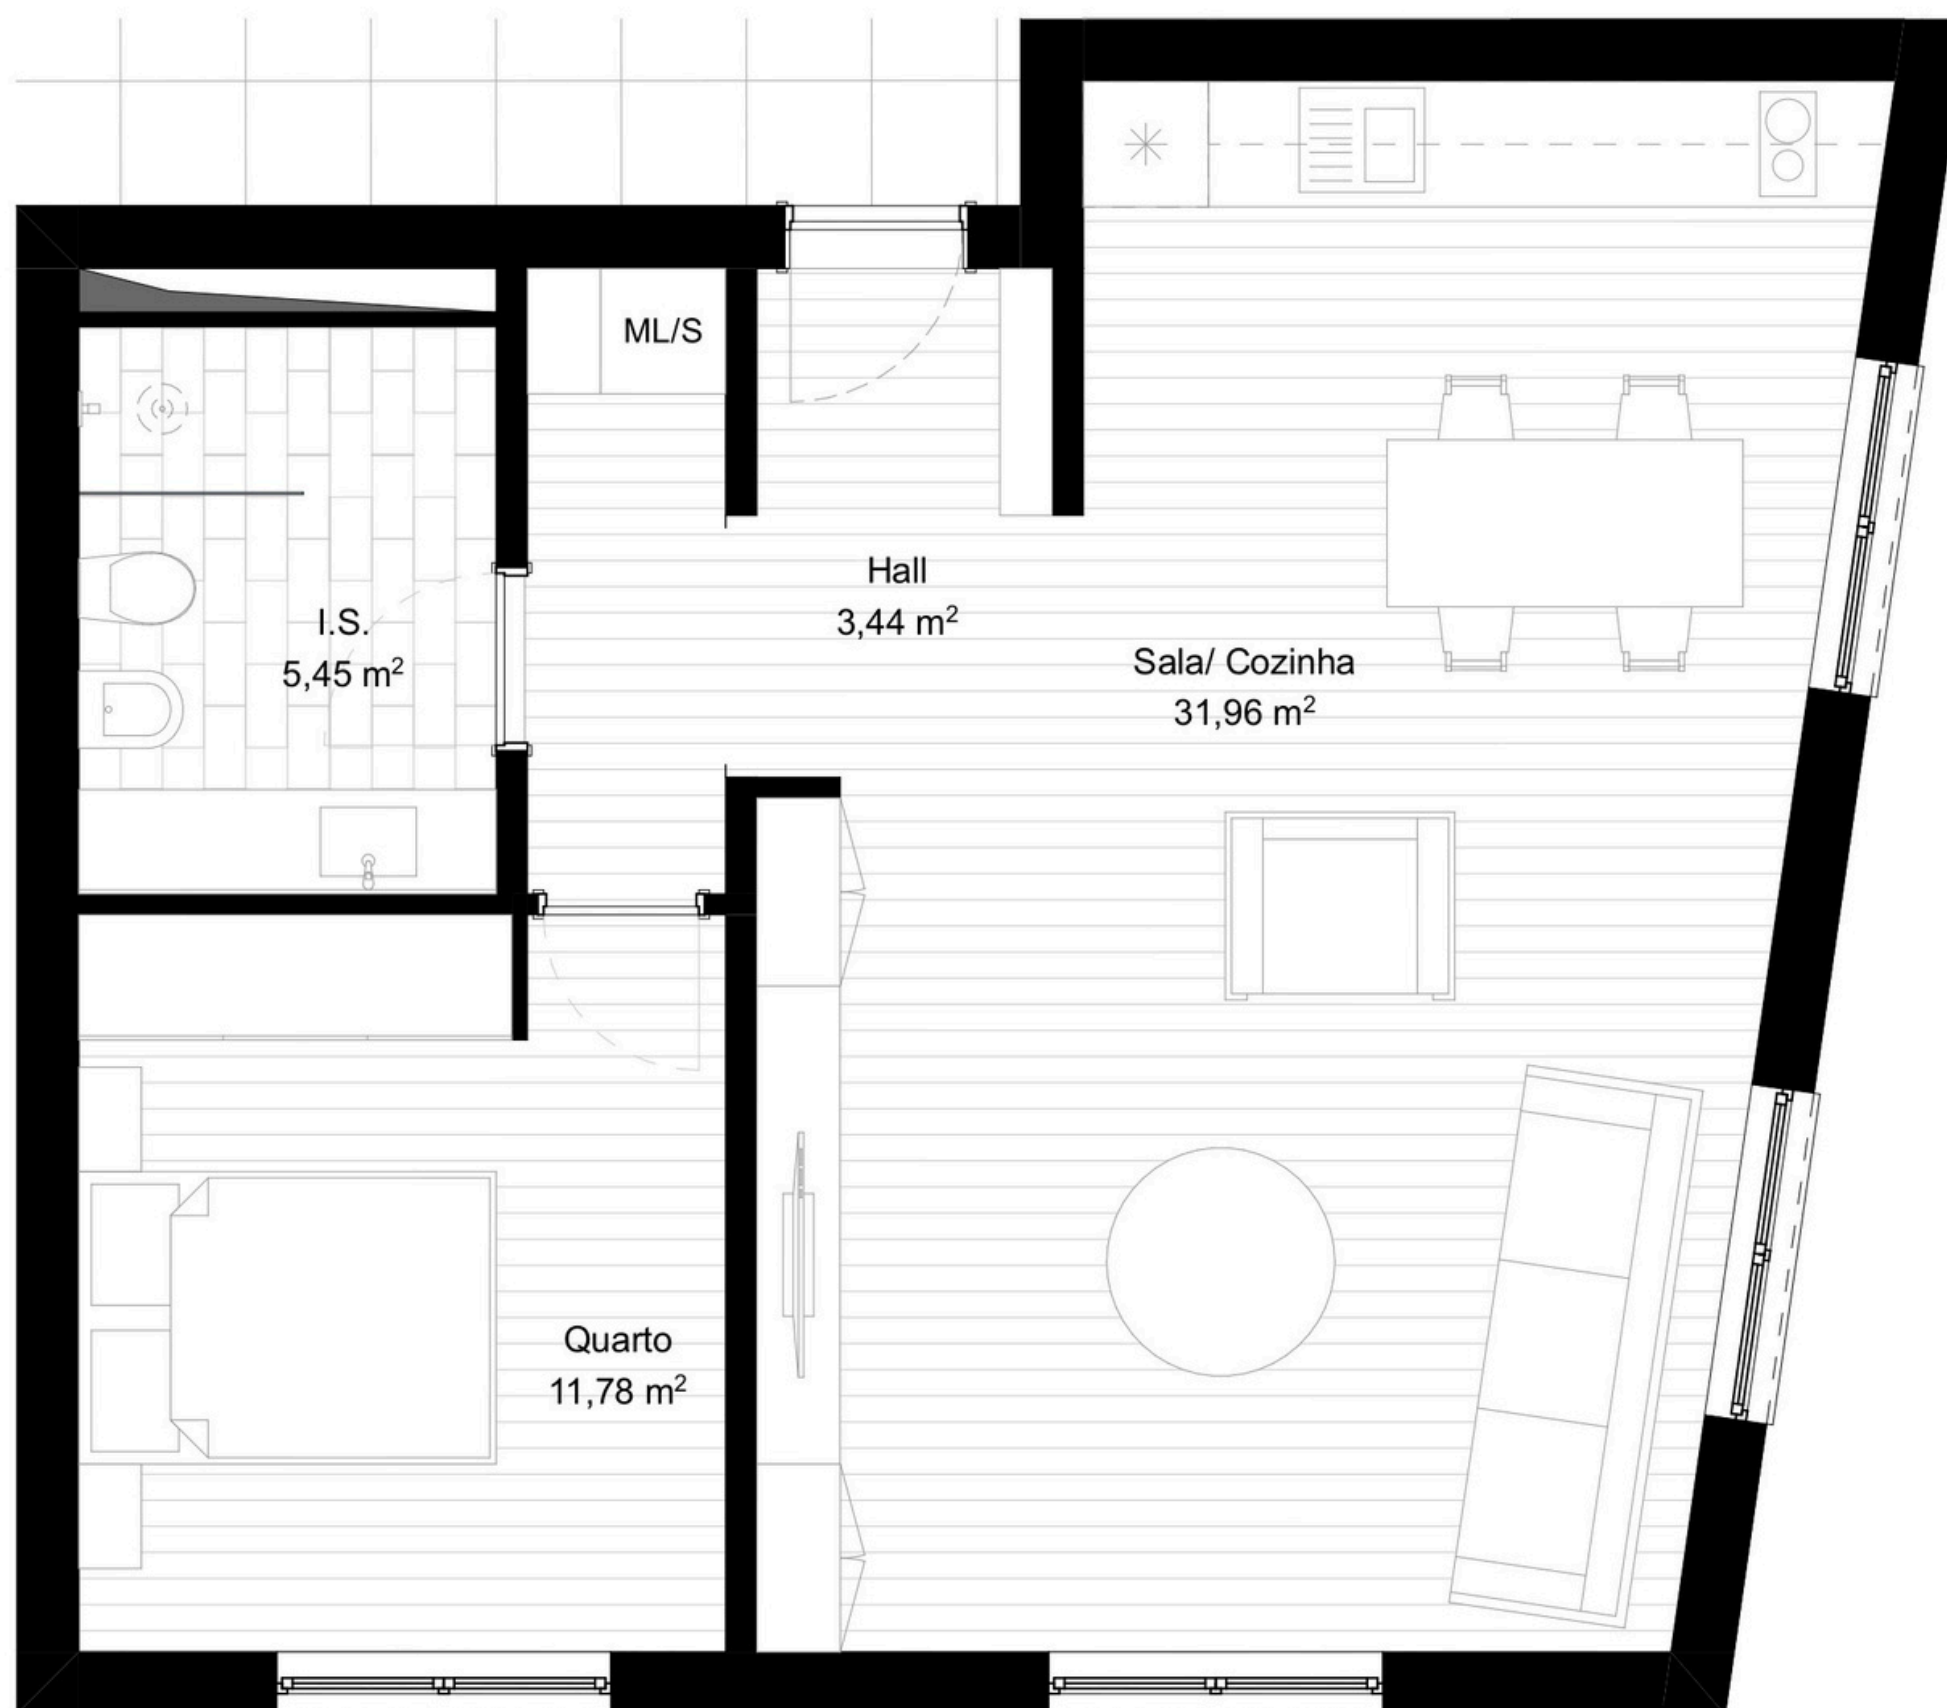 ML/S
Hall
3,44 m²
I.S.
5,45 m²
Sala/ Cozinha
31,96 m²
Quarto
11,78 m²